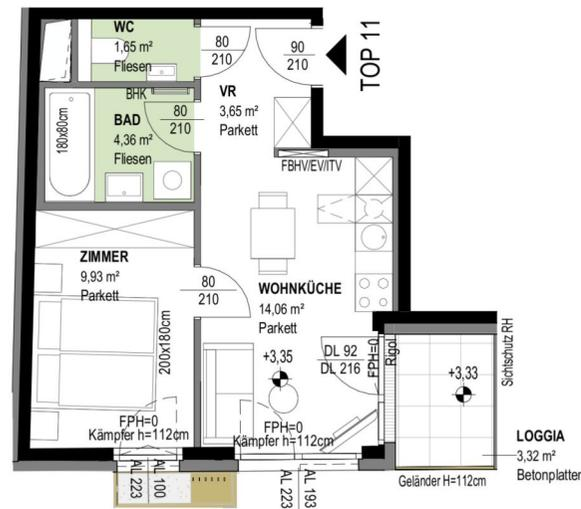 WC
1,65 m²
Fliesen
80
210
90
210
TOP 11
VR
3,65 m²
Parkett
BHK
BAD
4,36 m²
Fliesen
80
210
180x80cm
FBHV/EV/ITV
ZIMMER
9,93 m²
Parkett
80
210
WOHNKÜCHE
14,06 m²
Parkett
200x180cm
+3,35
DL 92
DL 216
FPH=0
Rigol
+3,33
Sichtschutz RH
FPH=0
Kämpfer h=112cm
FPH=0
Kämpfer h=112cm
LOGGIA
3,32 m²
Betonplatten
Geländer H=112cm
AL 100
AL 223
AL 193
AL 223